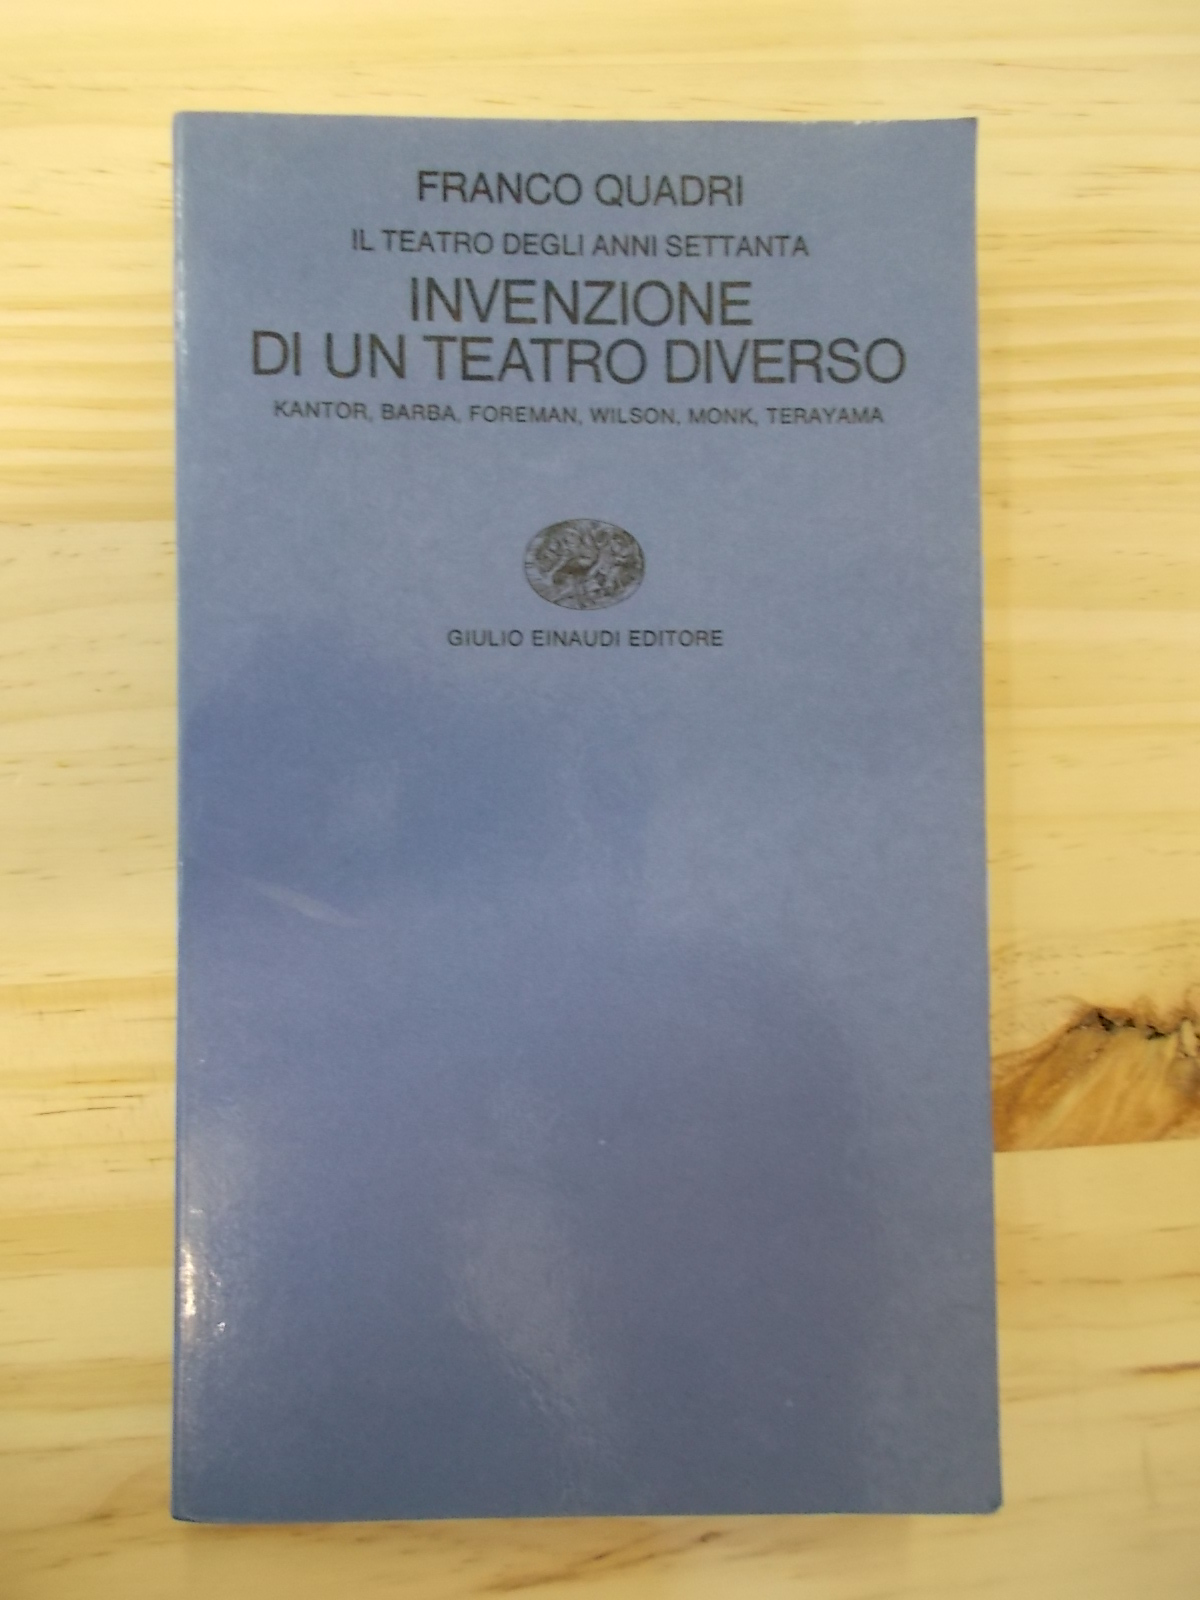 FRANCO QUADRI
IL TEATRO DEGLI ANNI SETTANTA
INVENZIONE
DI UN TEATRO DIVERSO
KANTOR, BARBA, FOREMAN, WILSON, MONK, TERAYAMA
GIULIO EINAUDI EDITORE